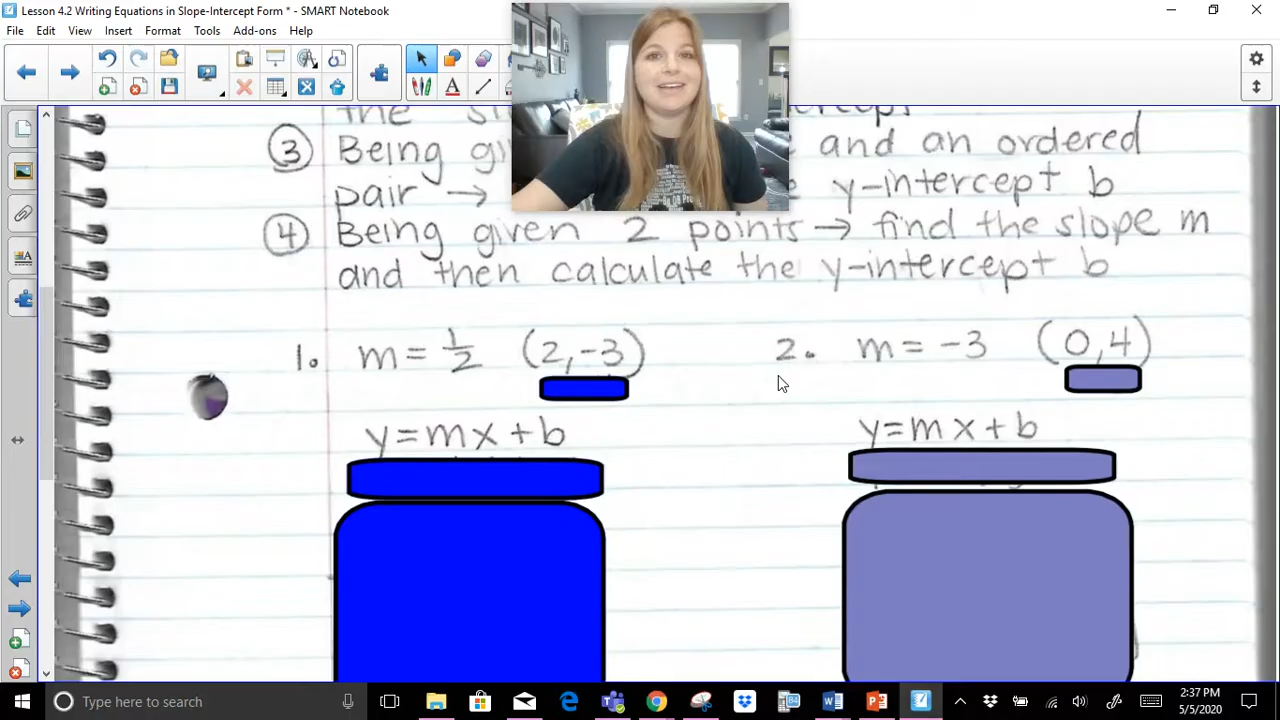 Lesson 4.2 Writing Equations in Slope-Intercept Form * - SMART Notebook
File Edit View Insert Format Tools Add-ons Help
the
③ Being and an ordered
pair → y-intercept b
④ Being given 2 points → find the slope m
and then calculate the y-intercept b
1. m = 1/2 (2,-3) 2. m = -3 (0,4)
y=mx+b y=mx+b
Type here to search
2:37 PM
5/5/2020